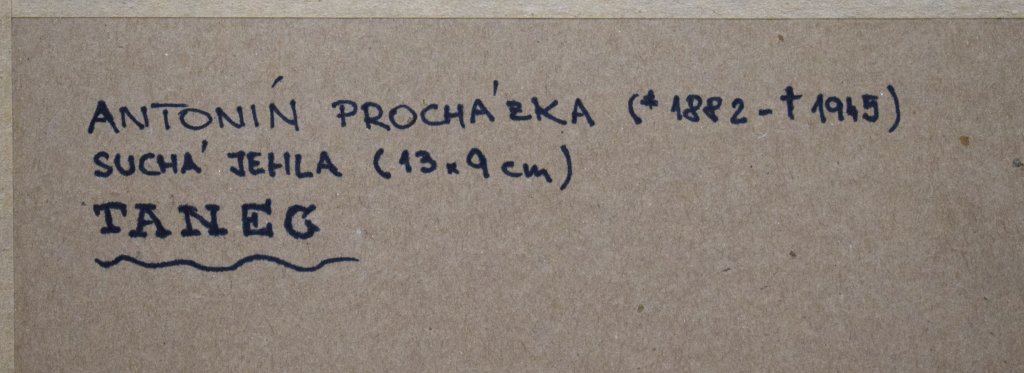 ANTONÍN PROCHÁZKA (* 1882 - † 1945)
SUCHÁ JEHLA (13 x 9 cm)
TANEC